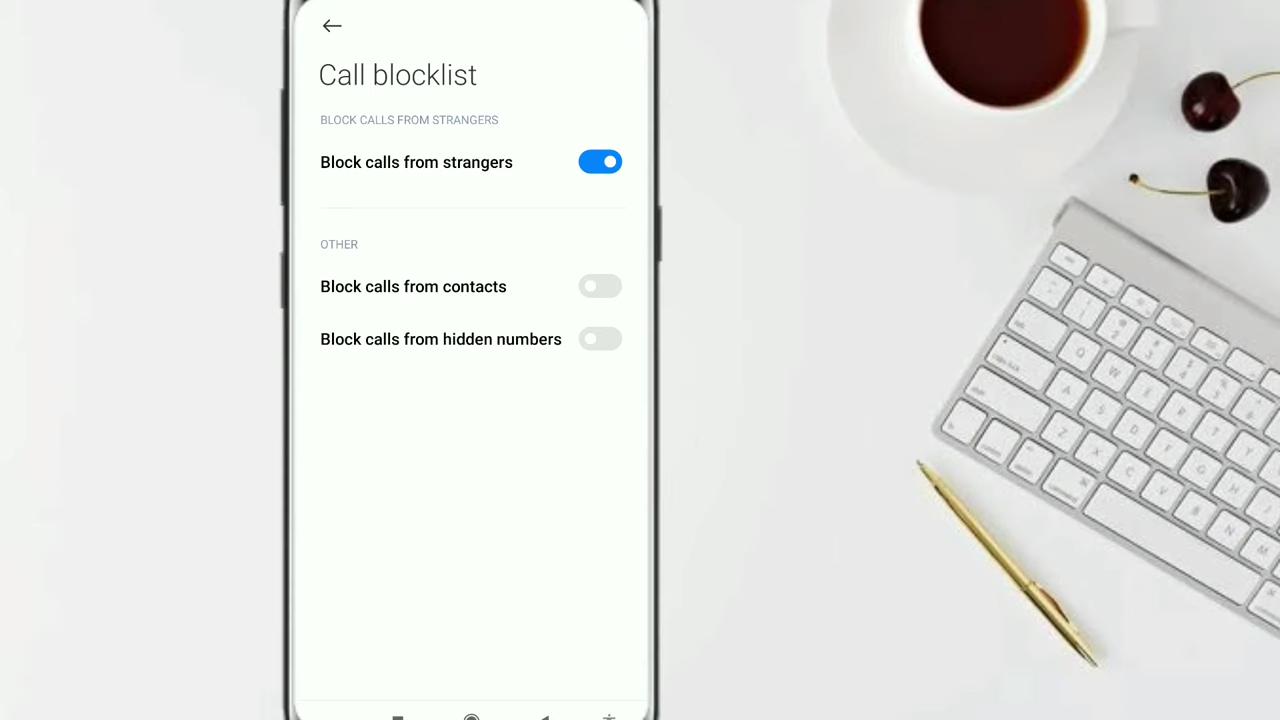 Call blocklist
BLOCK CALLS FROM STRANGERS
Block calls from strangers
OTHER
Block calls from contacts
Block calls from hidden numbers